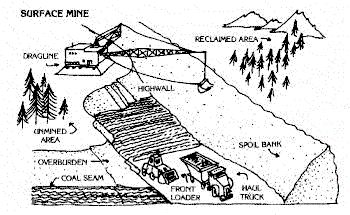 SURFACE MINE
RECLAIMED AREA
DRAGLINE
HIGHWALL
UNMINED
AREA
SPOIL BANK
OVERBURDEN
COAL SEAM
FRONT
LOADER
HAUL
TRUCK